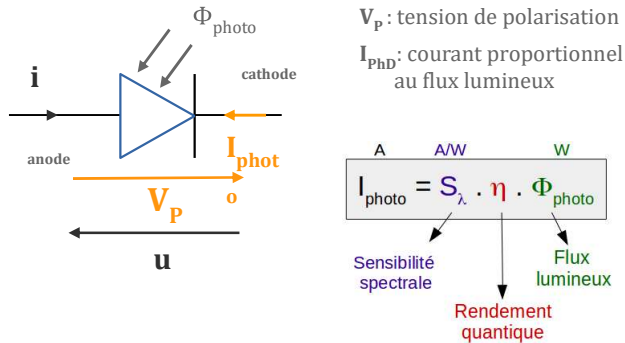 Φphoto
i
cathode
anode
Iphot
o
VP
u
VP : tension de polarisation
IPhD: courant proportionnel
au flux lumineux
A A/W W
Iphoto = Sλ . η . Φphoto
Sensibilité
spectrale
Flux
lumineux
Rendement
quantique